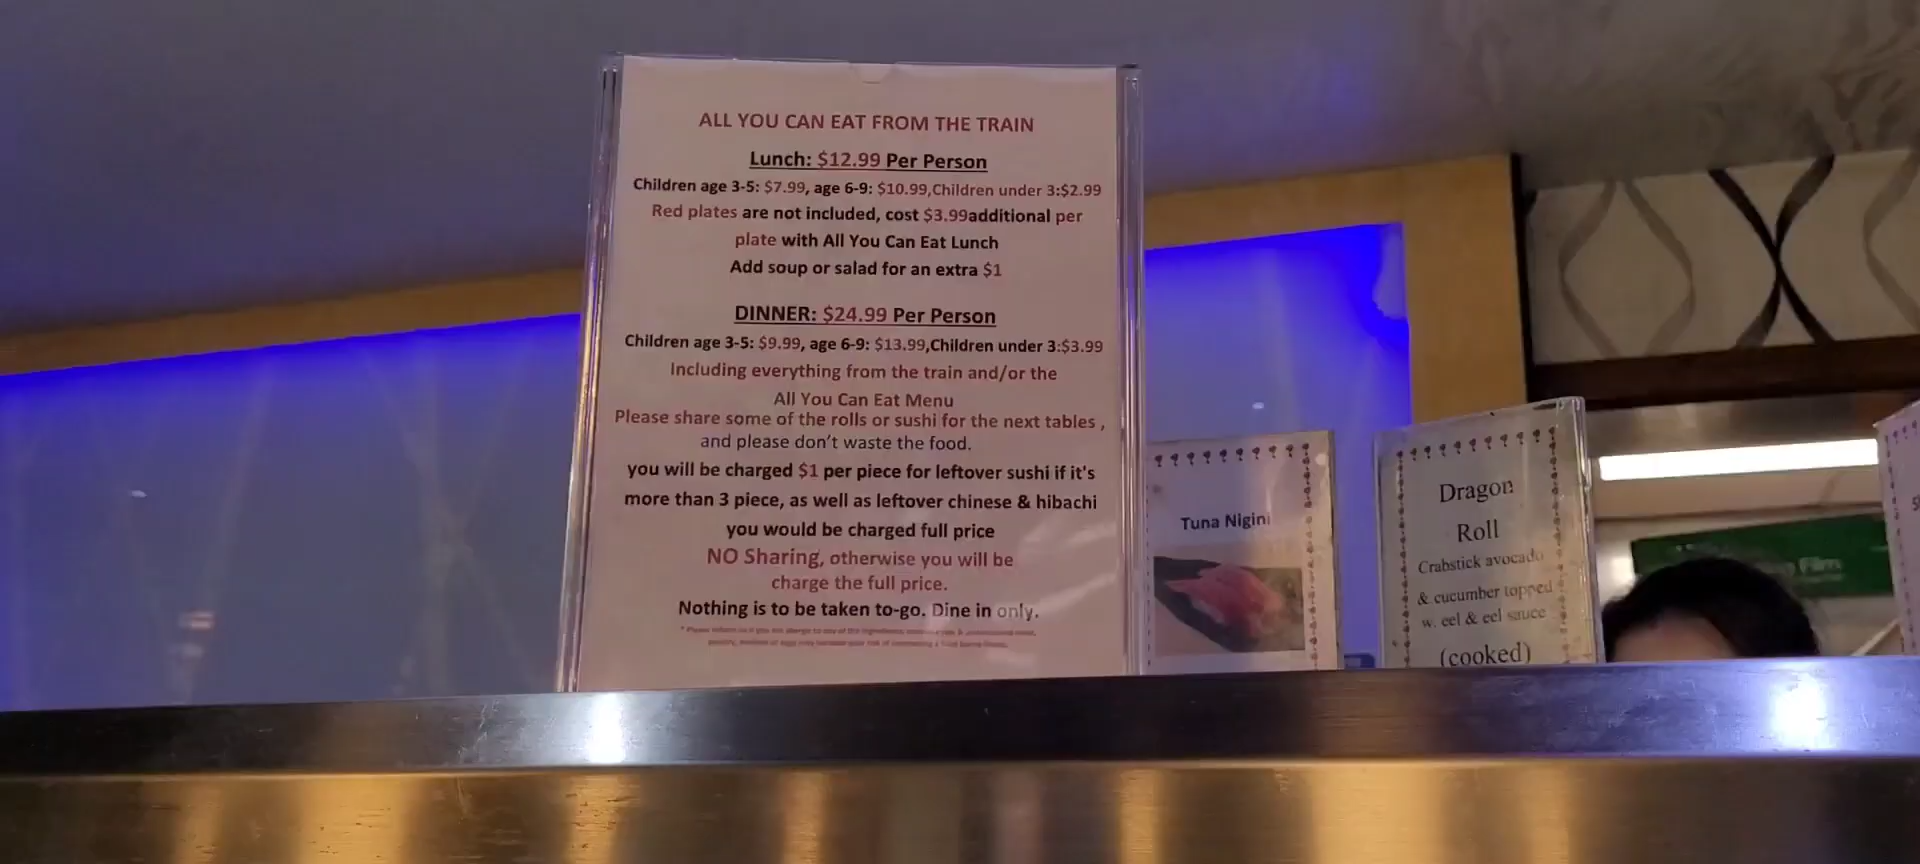 ALL YOU CAN EAT FROM THE TRAIN
Lunch: $12.99 Per Person
Children age 3-5: $7.99, age 6-9: $10.99,Children under 3:$2.99
Red plates are not included, cost $3.99additional per
plate with All You Can Eat Lunch
Add soup or salad for an extra $1
DINNER: $24.99 Per Person
Children age 3-5: $9.99, age 6-9: $13.99,Children under 3:$3.99
Including everything from the train and/or the
All You Can Eat Menu
Please share some of the rolls or sushi for the next tables ,
and please don't waste the food.
you will be charged $1 per piece for leftover sushi if it's
more than 3 piece, as well as leftover chinese & hibachi
you would be charged full price
NO Sharing, otherwise you will be
charge the full price.
Nothing is to be taken to-go. Dine in only.
Tuna Nigini
Dragon
Roll
Crabstick avocado
& cucumber topped
w. eel & eel sauce
(cooked)